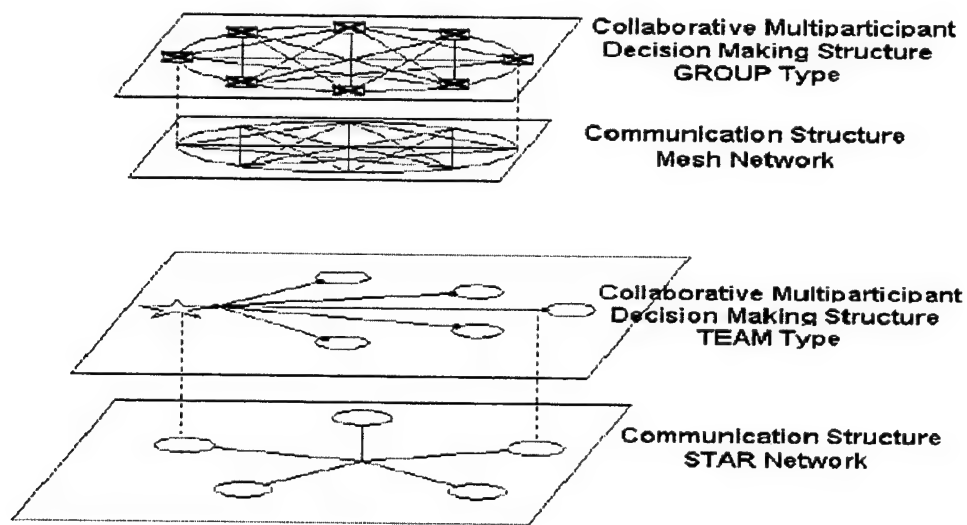 Collaborative Multiparticipant
Decision Making Structure
GROUP Type
Communication Structure
Mesh Network
Collaborative Multiparticipant
Decision Making Structure
TEAM Type
Communication Structure
STAR Network